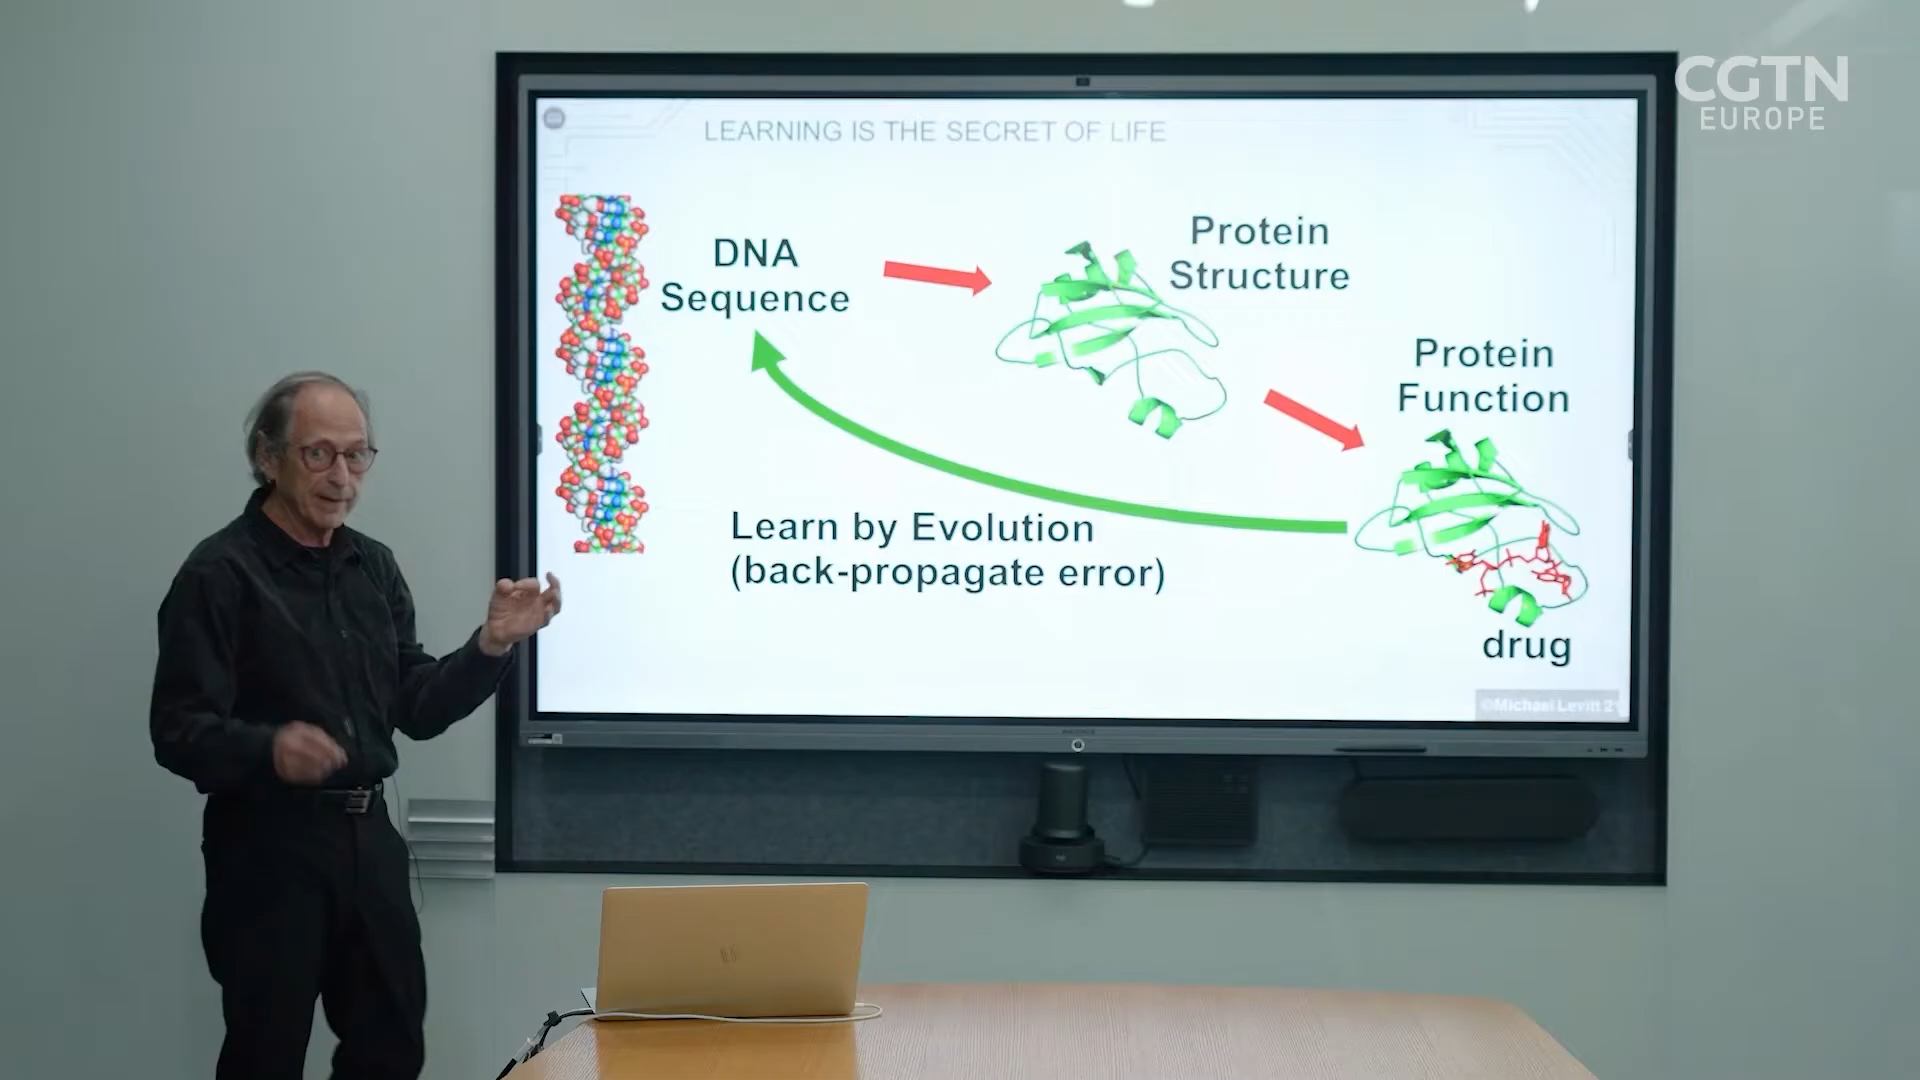 CGTN
EUROPE
LEARNING IS THE SECRET OF LIFE
DNA
Sequence
Protein
Structure
Protein
Function
Learn by Evolution
(back-propagate error)
drug
©Michael Levitt 2